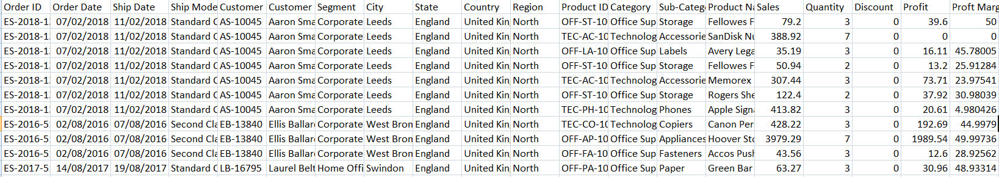 Order ID Order Date Ship Date Ship Mode Customer Customer Segment City State Country Region Product ID Category Sub-Categ Product Na Sales Quantity Discount Profit Proft Marg
ES-2018-1 07/02/2018 11/02/2018 Standard C AS-10045 Aaron Sma Corporate Leeds England United Kin North OFF-ST-10 Office Sup Storage Fellowes F 79.2 3 0 39.6 50
ES-2018-1 07/02/2018 11/02/2018 Standard C AS-10045 Aaron Sma Corporate Leeds England United Kin North TEC-AC-10 Technolog Accessorie SanDisk Nu 388.92 7 0 0 0
ES-2018-1 07/02/2018 11/02/2018 Standard C AS-10045 Aaron Sma Corporate Leeds England United Kin North OFF-LA-10 Office Sup Labels Avery Lega 35.19 3 0 16.11 45.78005
ES-2018-1 07/02/2018 11/02/2018 Standard C AS-10045 Aaron Sma Corporate Leeds England United Kin North OFF-ST-10 Office Sup Storage Fellowes F 50.94 2 0 13.2 25.91284
ES-2018-1 07/02/2018 11/02/2018 Standard C AS-10045 Aaron Sma Corporate Leeds England United Kin North TEC-AC-10 Technolog Accessorie Memorex 307.44 3 0 73.71 23.97541
ES-2018-1 07/02/2018 11/02/2018 Standard C AS-10045 Aaron Sma Corporate Leeds England United Kin North OFF-ST-10 Office Sup Storage Rogers She 122.4 2 0 37.92 30.98039
ES-2018-1 07/02/2018 11/02/2018 Standard C AS-10045 Aaron Sma Corporate Leeds England United Kin North TEC-PH-10 Technolog Phones Apple Sign 413.82 3 0 20.61 4.980426
ES-2016-5 02/08/2016 07/08/2016 Second Cla EB-13840 Ellis Ballar Corporate West Bron England United Kin North TEC-CO-10 Technolog Copiers Canon Per 428.22 3 0 192.69 44.9979
ES-2016-5 02/08/2016 07/08/2016 Second Cla EB-13840 Ellis Ballar Corporate West Bron England United Kin North OFF-AP-10 Office Sup Appliances Hoover Sto 3979.29 7 0 1989.54 49.99736
ES-2016-5 02/08/2016 07/08/2016 Second Cla EB-13840 Ellis Ballar Corporate West Bron England United Kin North OFF-FA-10 Office Sup Fasteners Accos Push 43.56 3 0 12.6 28.92562
ES-2017-5 14/08/2017 19/08/2017 Standard C LB-16795 Laurel Belt Home Offi Swindon England United Kin North OFF-PA-10 Office Sup Paper Green Bar 63.27 3 0 30.96 48.93314